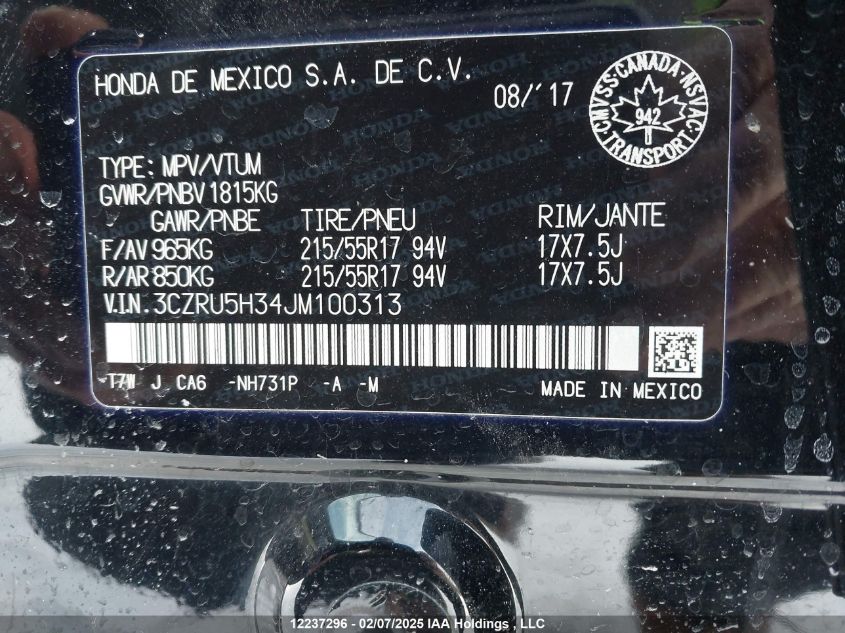 HONDA DE MEXICO S.A. DE C.V.
08/'17
CMVSS·CANADA·NSVAC
942
TRANSPORT
TYPE: MPV/VTUM
GVWR/PNBV 1815KG
GAWR/PNBE TIRE/PNEU RIM/JANTE
F/AV 965KG 215/55R17 94V 17X7.5J
R/AR 850KG 215/55R17 94V 17X7.5J
V.I.N. 3CZRU5H34JM100313
-T7W J CA6 -NH731P -A -M MADE IN MEXICO
12237296 - 02/07/2025 IAA Holdings , LLC